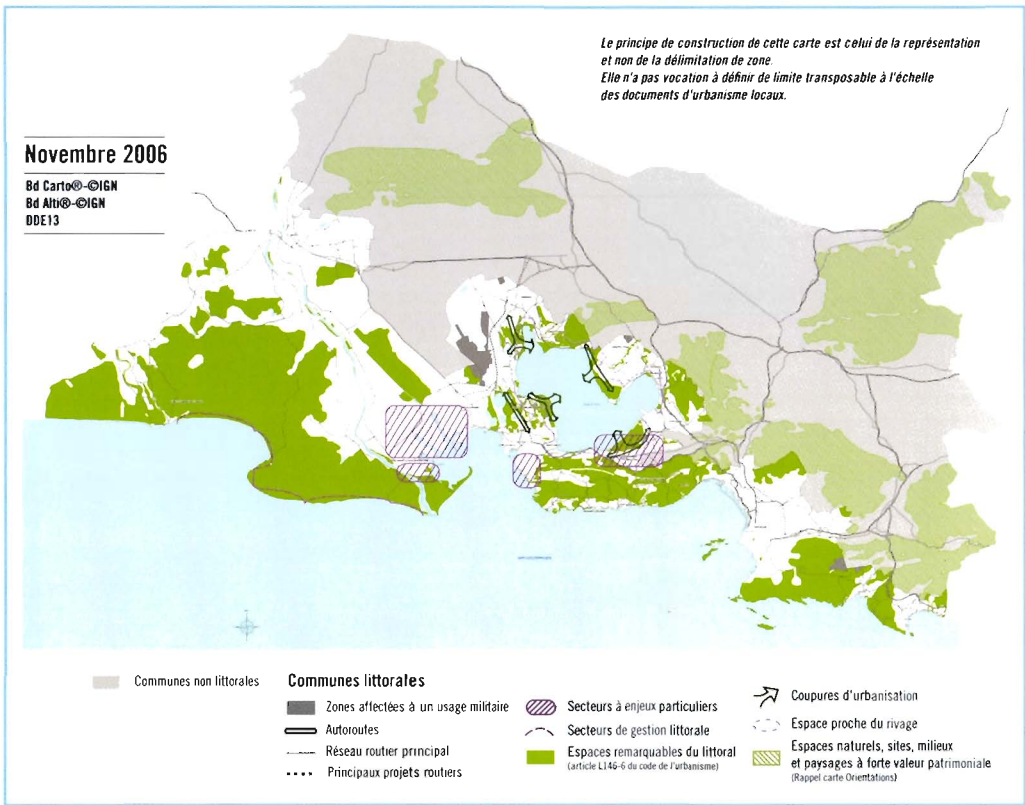 Le principe de construction de cette carte est celui de la représentation
et non de la délimitation de zone.
Elle n'a pas vocation à définir de limite transposable à l'échelle
des documents d'urbanisme locaux.
Novembre 2006
Bd Carto®-©IGN
Bd Alti®-©IGN
DDE13
Communes non littorales
Communes littorales
Zones affectées à un usage militaire
Autoroutes
Réseau routier principal
Principaux projets routiers
Secteurs à enjeux particuliers
Secteurs de gestion littorale
Espaces remarquables du littoral
(article L146-6 du code de l'urbanisme)
Coupures d'urbanisation
Espace proche du rivage
Espaces naturels, sites, milieux
et paysages à forte valeur patrimoniale
(Rappel carte Orientations)